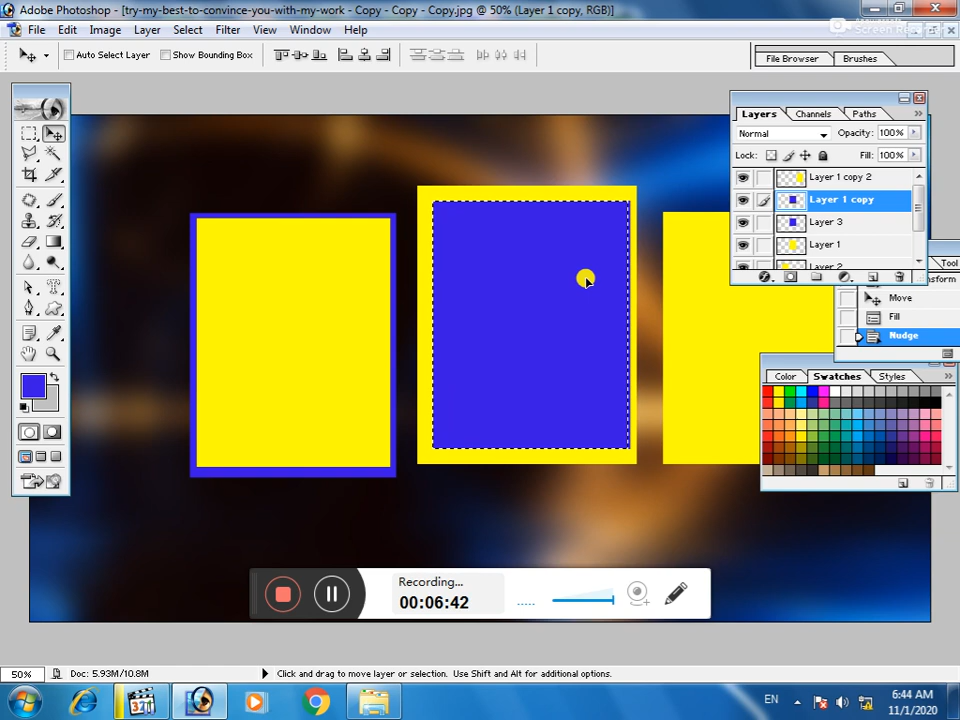 Adobe Photoshop - [try-my-best-to-convince-you-with-my-work - Copy - Copy - Copy.jpg @ 50% (Layer 1 copy, RGB)]
File Edit Image Layer Select Filter View Window Help
Auto Select Layer Show Bounding Box
File Browser Brushes
Layers Channels Paths
Normal Opacity: 100%
Lock: Fill: 100%
Layer 1 copy 2
Layer 1 copy
Layer 3
Layer 1
Layer 2
Tool
Move
Fill
Nudge
Color Swatches Styles
Recording...
00:06:42
50% Doc: 5.93M/10.8M Click and drag to move layer or selection. Use Shift and Alt for additional options.
321
EN
6:44 AM
11/1/2020